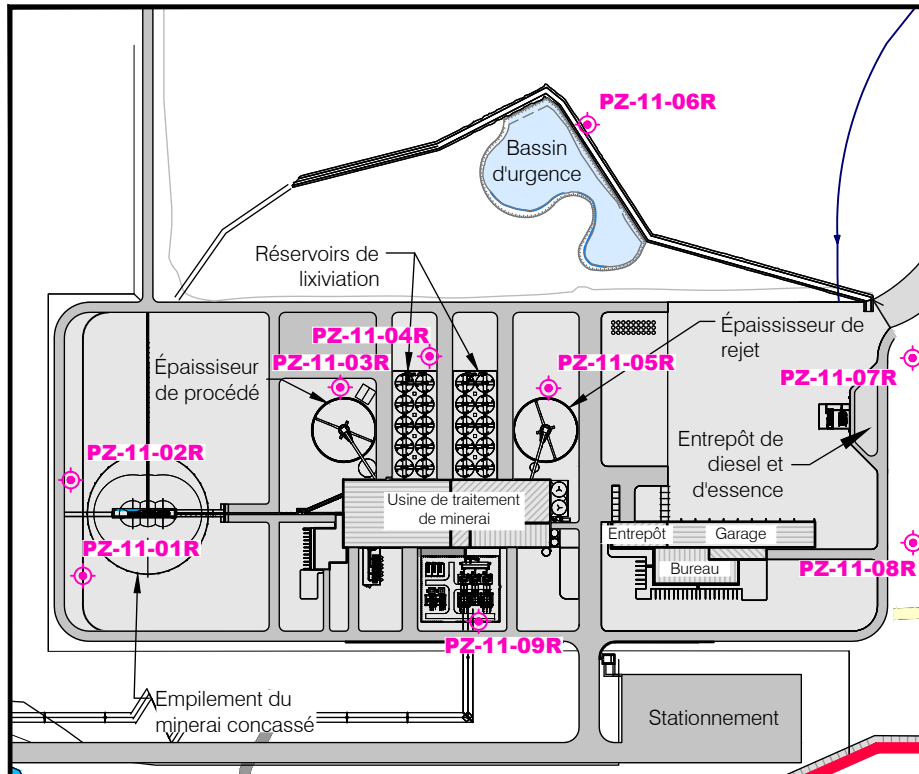 PZ-11-06R
Bassin
d'urgence
Réservoirs de
lixiviation
PZ-11-04R
Épaississeur de
rejet
PZ-11-03R
PZ-11-05R
Épaissiseur
de procédé
PZ-11-07R
PZ-11-02R
Entrepôt de
diesel et
d'essence
Usine de traitement
de minerai
Entrepôt
Garage
PZ-11-01R
Bureau
PZ-11-08R
PZ-11-09R
Empilement du
minerai concassé
Stationnement